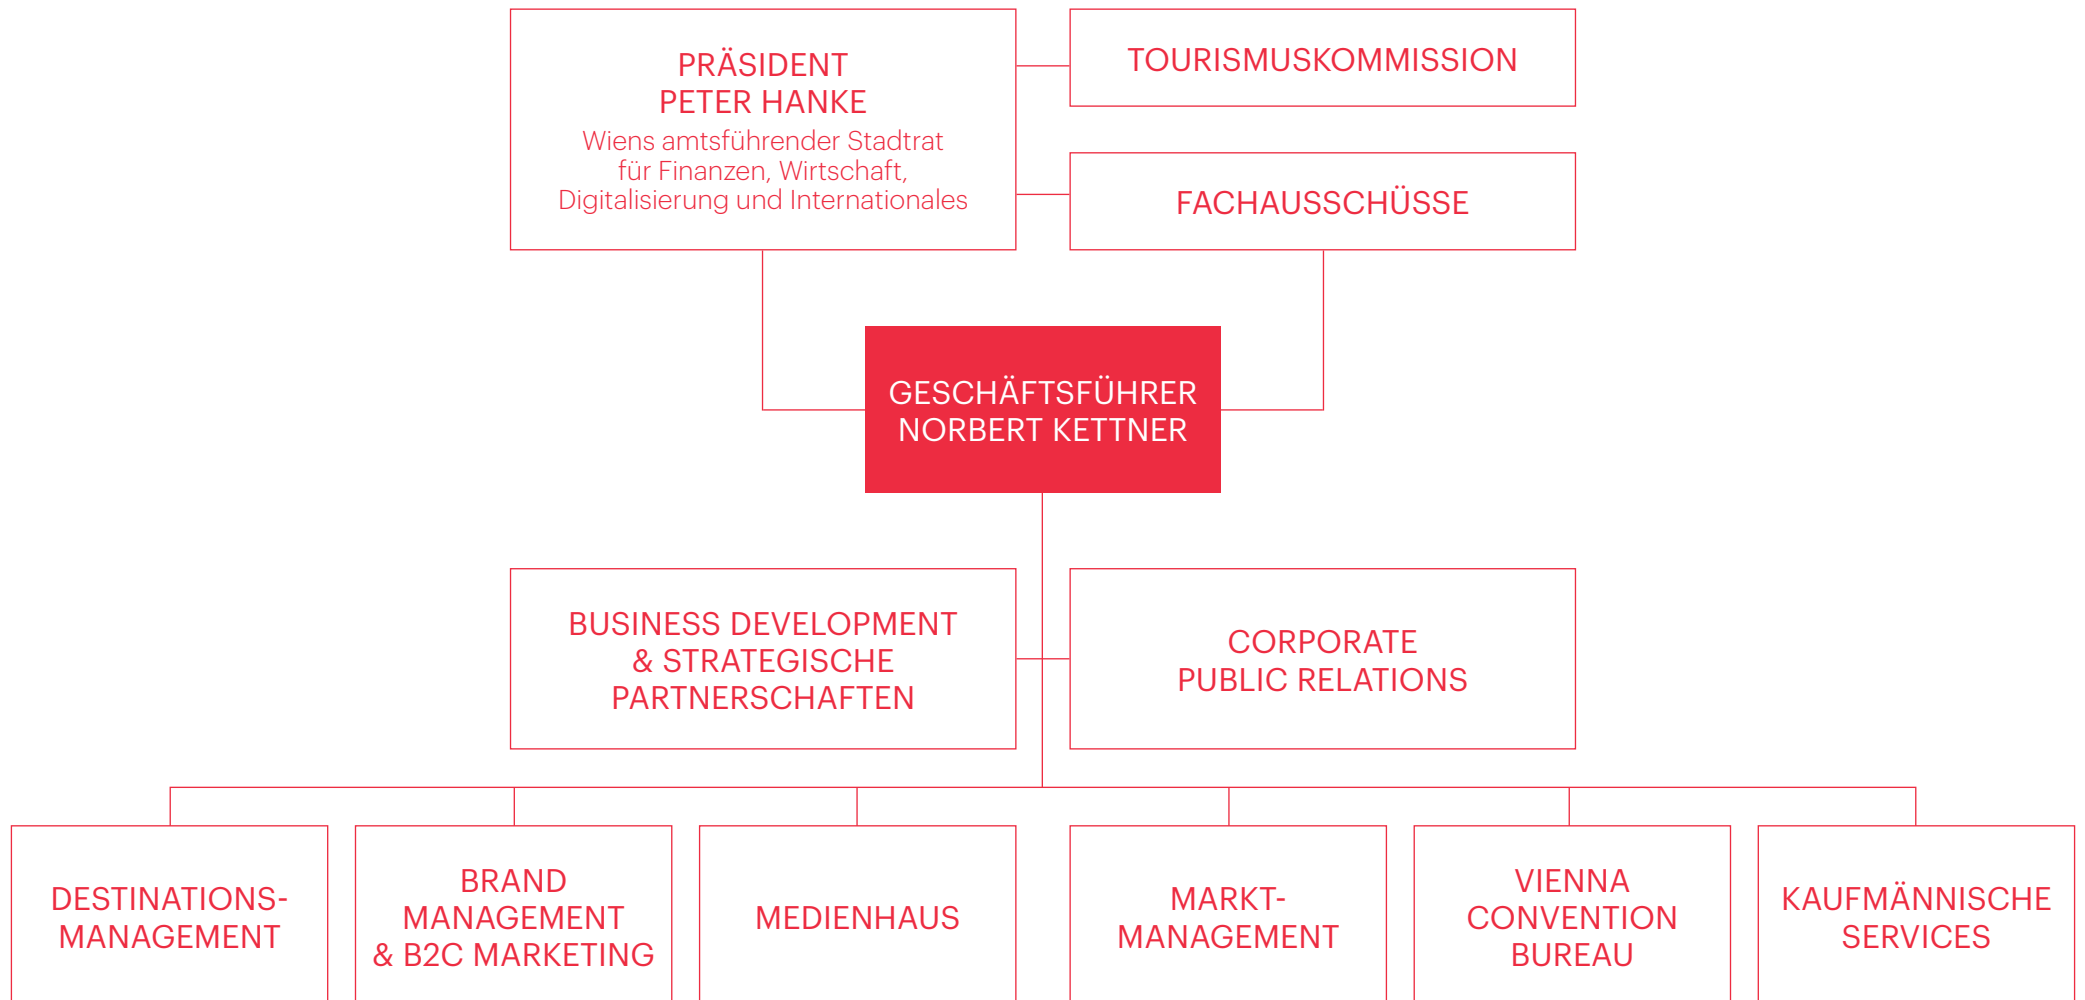 PRÄSIDENT
PETER HANKE
Wiens amtsführender Stadtrat
für Finanzen, Wirtschaft,
Digitalisierung und Internationales
TOURISMUSKOMMISSION
FACHAUSSCHÜSSE
GESCHÄFTSFÜHRER
NORBERT KETTNER
BUSINESS DEVELOPMENT
& STRATEGISCHE
PARTNERSCHAFTEN
CORPORATE
PUBLIC RELATIONS
DESTINATIONS-
MANAGEMENT
BRAND
MANAGEMENT
& B2C MARKETING
MEDIENHAUS
MARKT-
MANAGEMENT
VIENNA
CONVENTION
BUREAU
KAUFMÄNNISCHE
SERVICES